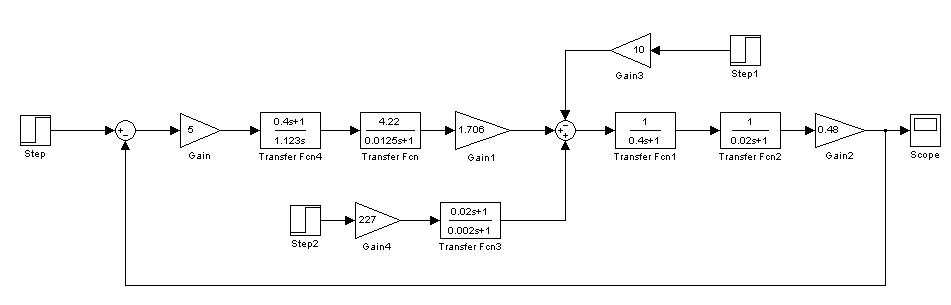 10
Gain3
Step1
Step
+
−
5
Gain
0.4s+1
1.123s
Transfer Fcn4
4.22
0.0125s+1
Transfer Fcn
1.706
Gain1
+
+
+
1
0.4s+1
Transfer Fcn1
1
0.02s+1
Transfer Fcn2
0.48
Gain2
Scope
Step2
227
Gain4
0.02s+1
0.002s+1
Transfer Fcn3